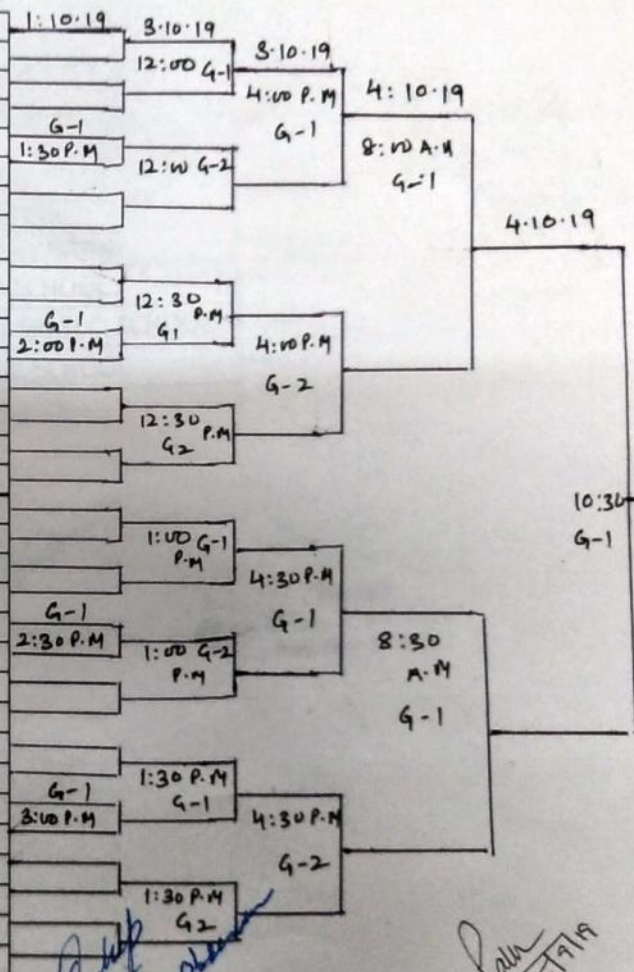 1:10·19
3·10·19
3·10·19
4:10·19
4·10·19
12:00 G-1
4:00 P.M
G-1
G-1
1:30 P.M
12:00 G-2
8:00 A.M
G-1
12:30
P.M
G1
G-1
2:00 P.M
4:00 P.M
G-2
12:30
P.M
G2
1:00 G-1
P.M
4:30 P.M
G-1
10:30
G-1
G-1
2:30 P.M
1:00 G-2
P.M
8:30
A.M
G-1
1:30 P.M
G-1
G-1
3:00 P.M
4:30 P.M
G-2
1:30 P.M
G2